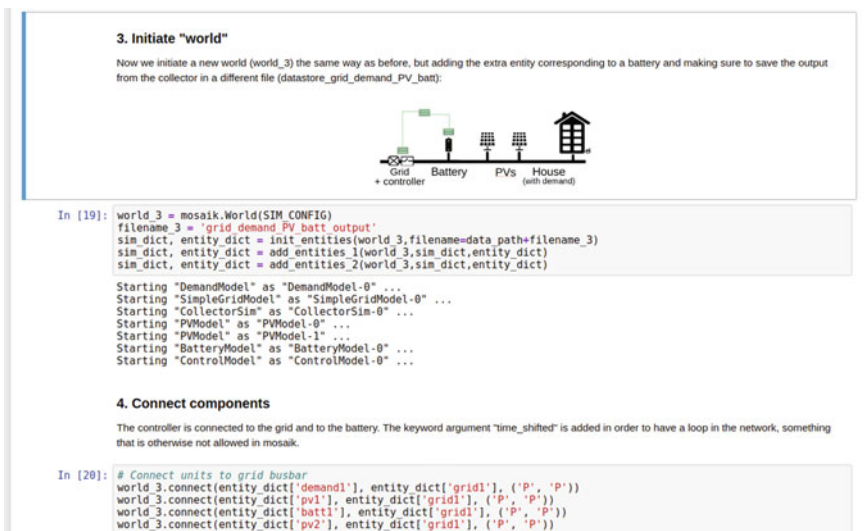 3. Initiate "world"
Now we initiate a new world (world_3) the same way as before, but adding the extra entity corresponding to a battery and making sure to save the output
from the collector in a different file (datastore_grid_demand_PV_batt):
Grid
+ controller
Battery
PVs
House
(with demand)
In [19]: world_3 = mosaik.World(SIM_CONFIG)
filename_3 = 'grid_demand_PV_batt_output'
sim_dict, entity_dict = init_entities(world_3,filename=data_path+filename_3)
sim_dict, entity_dict = add_entities_1(world_3,sim_dict,entity_dict)
sim_dict, entity_dict = add_entities_2(world_3,sim_dict,entity_dict)
Starting "DemandModel" as "DemandModel-0" ...
Starting "SimpleGridModel" as "SimpleGridModel-0" ...
Starting "CollectorSim" as "CollectorSim-0" ...
Starting "PVModel" as "PVModel-0" ...
Starting "PVModel" as "PVModel-1" ...
Starting "BatteryModel" as "BatteryModel-0" ...
Starting "ControlModel" as "ControlModel-0" ...
4. Connect components
The controller is connected to the grid and to the battery. The keyword argument "time_shifted" is added in order to have a loop in the network, something
that is otherwise not allowed in mosaik.
In [20]: # Connect units to grid busbar
world_3.connect(entity_dict['demand1'], entity_dict['grid1'], ('P', 'P'))
world_3.connect(entity_dict['pv1'], entity_dict['grid1'], ('P', 'P'))
world_3.connect(entity_dict['batt1'], entity_dict['grid1'], ('P', 'P'))
world_3.connect(entity_dict['pv2'], entity_dict['grid1'], ('P', 'P'))